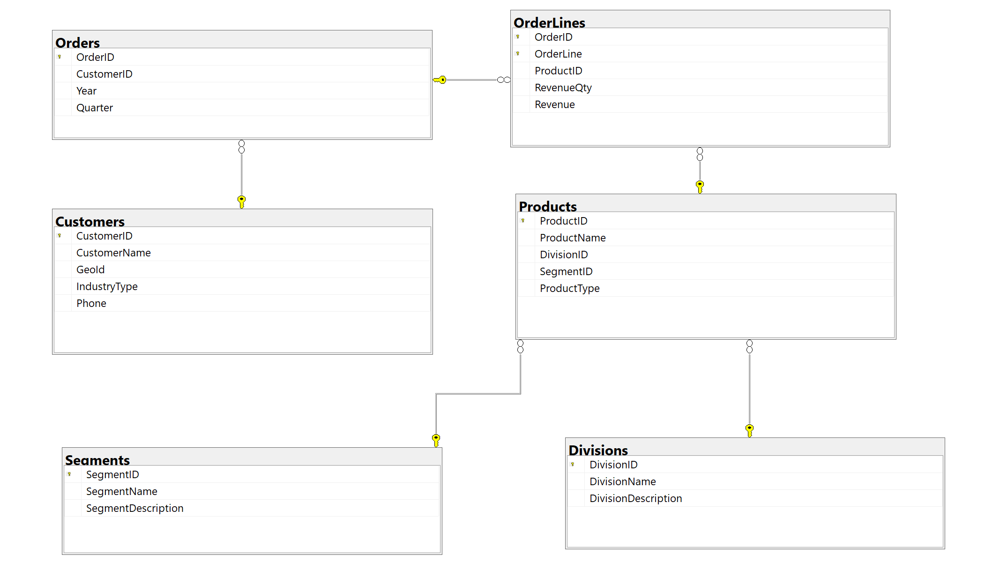 Orders
OrderID
CustomerID
Year
Quarter
OrderLines
OrderID
OrderLine
ProductID
RevenueQty
Revenue
Customers
CustomerID
CustomerName
GeoId
IndustryType
Phone
Products
ProductID
ProductName
DivisionID
SegmentID
ProductType
Segments
SegmentID
SegmentName
SegmentDescription
Divisions
DivisionID
DivisionName
DivisionDescription